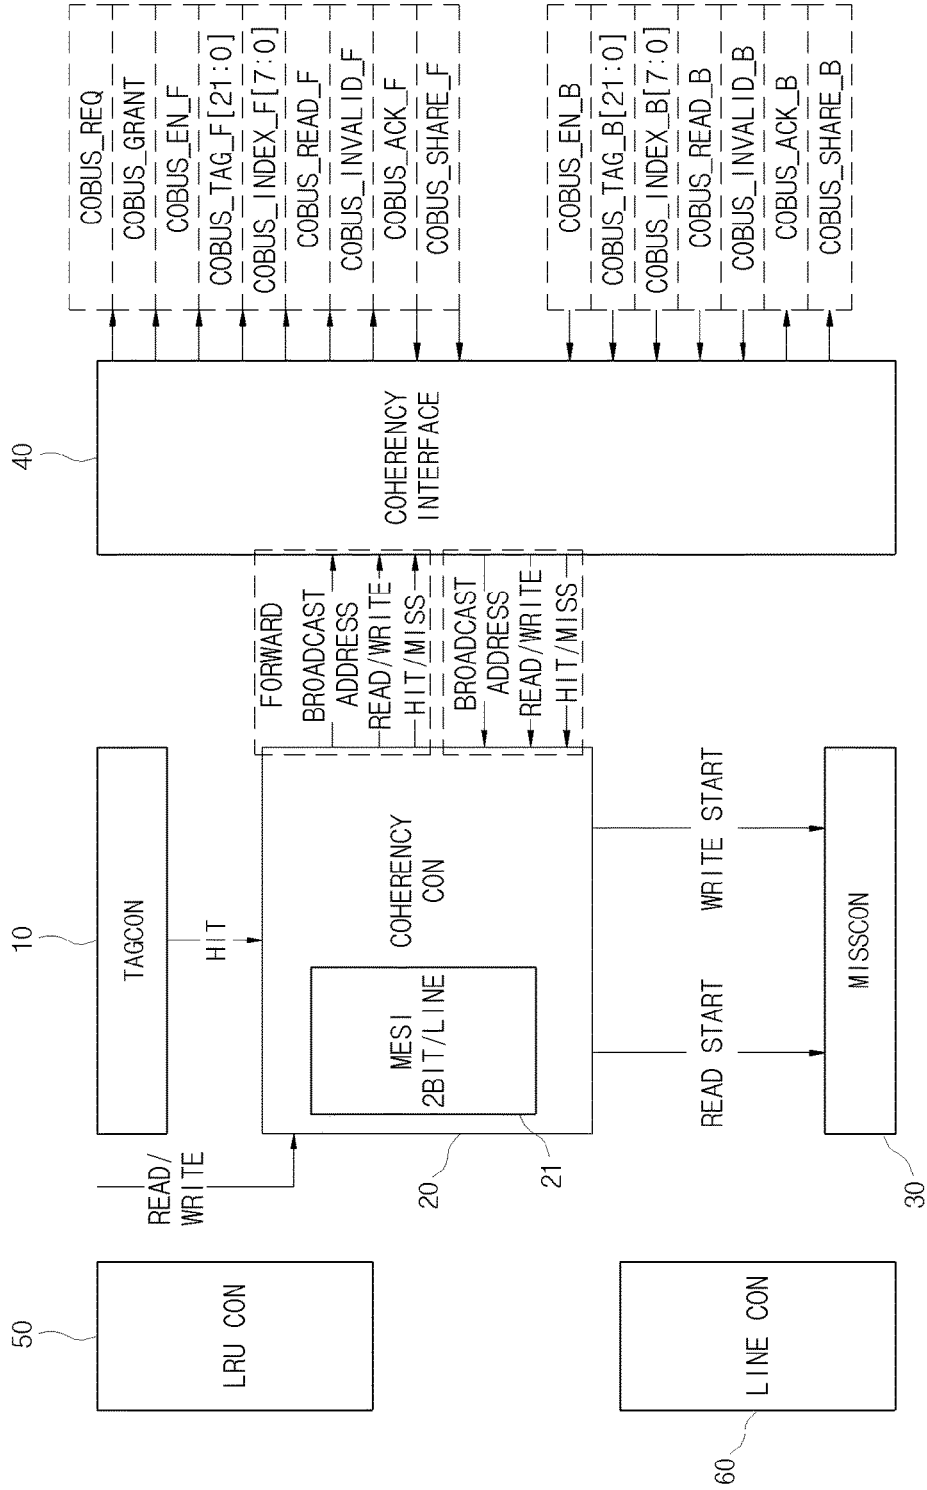 50
LRU CON
60
LINE CON
READ/
WRITE
10
TAGCON
HIT
20
21
MESI
2BIT/LINE
COHERENCY
CON
READ START
WRITE START
30
MISSCON
FORWARD
BROADCAST
ADDRESS
READ/WRITE
HIT/MISS
BROADCAST
ADDRESS
READ/WRITE
HIT/MISS
40
COHERENCY
INTERFACE
COBUS_REQ
COBUS_GRANT
COBUS_EN_F
COBUS_TAG_F[21:0]
COBUS_INDEX_F[7:0]
COBUS_READ_F
COBUS_INVALID_F
COBUS_ACK_F
COBUS_SHARE_F
COBUS_EN_B
COBUS_TAG_B[21:0]
COBUS_INDEX_B[7:0]
COBUS_READ_B
COBUS_INVALID_B
COBUS_ACK_B
COBUS_SHARE_B